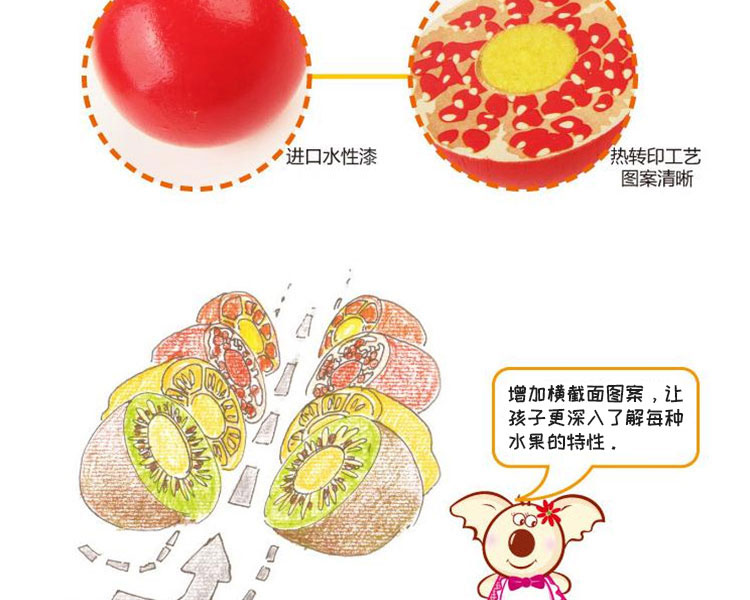 进口水性漆
热转印工艺
图案清晰
增加横截面图案，让
孩子更深入了解每种
水果的特性．